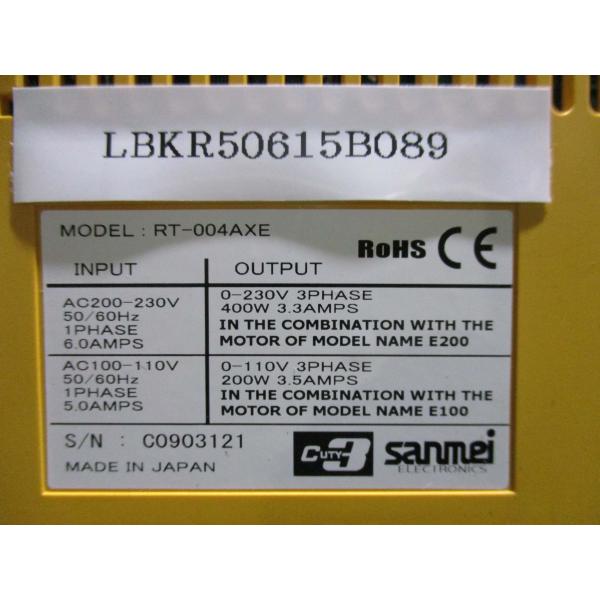 LBKR50615B089
MODEL : RT-004AXE
RoHS CE
INPUT
OUTPUT
AC200-230V
50/60Hz
1PHASE
6.0AMPS
0-230V 3PHASE
400W 3.3AMPS
IN THE COMBINATION WITH THE
MOTOR OF MODEL NAME E200
AC100-110V
50/60Hz
1PHASE
5.0AMPS
0-110V 3PHASE
200W 3.5AMPS
IN THE COMBINATION WITH THE
MOTOR OF MODEL NAME E100
S/N : C0903121
MADE IN JAPAN
CUTY-3
sanmei
ELECTRONICS